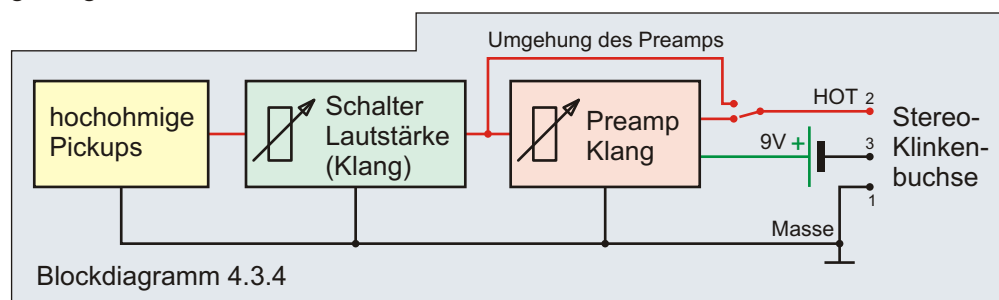 Umgehung des Preamps
hochohmige
Pickups
Schalter
Lautstärke
(Klang)
Preamp
Klang
HOT 2
9V +
3
1
Stereo-
Klinken-
buchse
Masse
Blockdiagramm 4.3.4